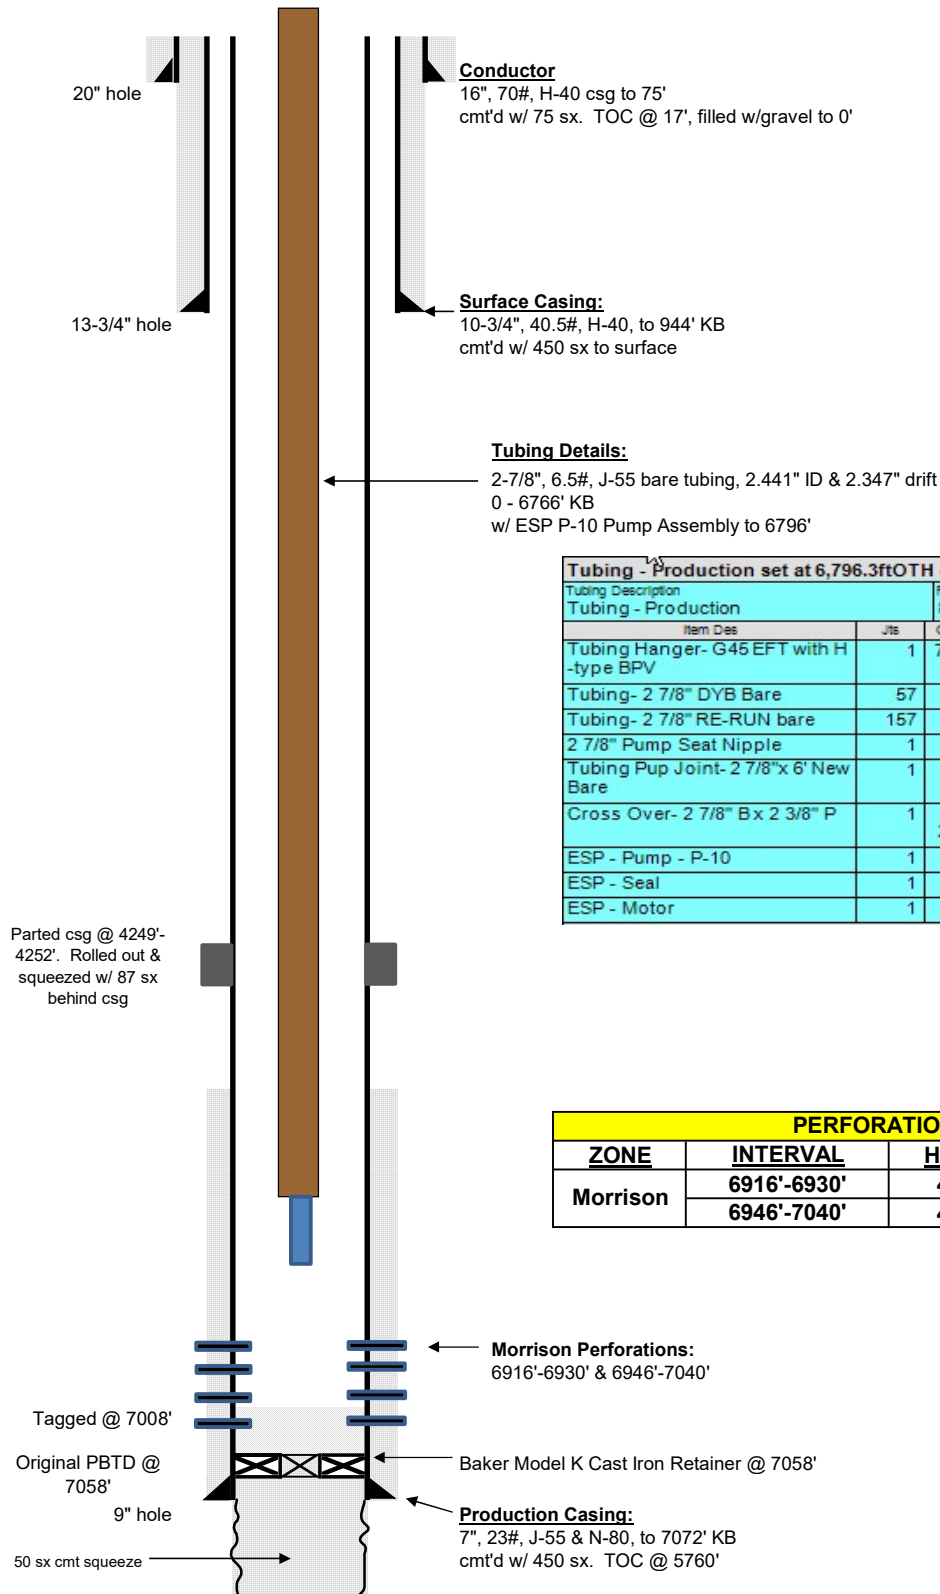 Conductor
16", 70#, H-40 csg to 75'
20" hole
cmt'd w/ 75 sx.  TOC @ 17', filled w/gravel to 0'
Surface Casing:
13-3/4" hole
10-3/4", 40.5#, H-40, to 944' KB
cmt'd w/ 450 sx to surface
Tubing Details:
2-7/8", 6.5#, J-55 bare tubing, 2.441" ID & 2.347" drift
0 - 6766' KB
w/ ESP P-10 Pump Assembly to 6796'
Tubing - Production set at 6,796.3ftOTH
Tubing Description
Tubing - Production
Item Des Jts
Tubing Hanger- G45 EFT with H 1 7
-type BPV
Tubing- 2 7/8" DYB Bare 57
Tubing- 2 7/8" RE-RUN bare 157
2 7/8" Pump Seat Nipple 1
Tubing Pup Joint- 2 7/8"x 6' New 1
Bare
Cross Over- 2 7/8" B x 2 3/8" P 1
ESP - Pump - P-10 1
ESP - Seal 1
ESP - Motor 1
Parted csg @ 4249'-
4252'.  Rolled out &
squeezed w/ 87 sx
behind csg
PERFORATIO
ZONE INTERVAL H
Morrison 6916'-6930' 4
6946'-7040' 4
Morrison Perforations:
6916'-6930' & 6946'-7040'
Tagged @ 7008'
Original PBTD @
7058'
Baker Model K Cast Iron Retainer @ 7058'
9" hole
Production Casing:
7", 23#, J-55 & N-80, to 7072' KB
cmt'd w/ 450 sx.  TOC @ 5760'
50 sx cmt squeeze